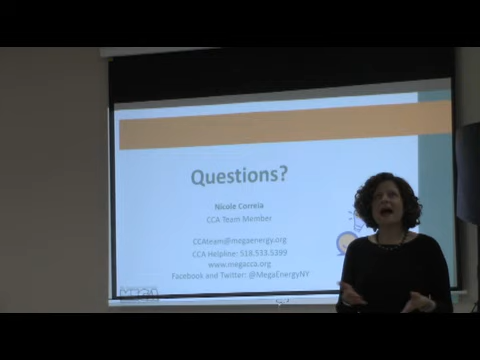 Questions?
Nicole Correia
CCA Team Member
CCAteam@megaenergy.org
CCA Helpline: 518.533.5399
www.megacca.org
Facebook and Twitter: @MegaEnergyNY
MEGA